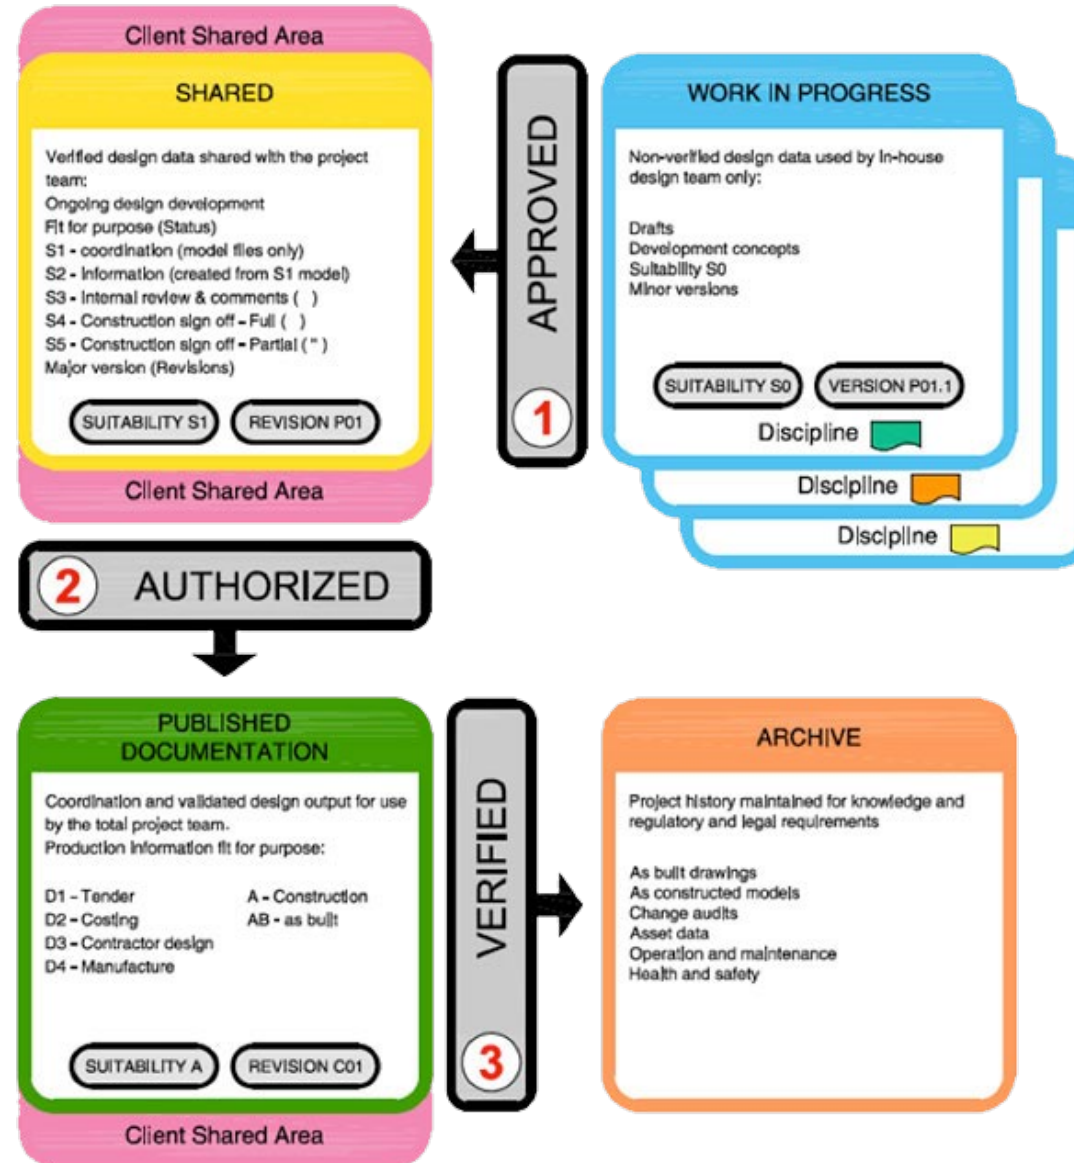 Client Shared Area
SHARED
Verified design data shared with the project
team:
Ongoing design development
Fit for purpose (Status)
S1 - coordination (model files only)
S2 - Information (created from S1 model)
S3 - Internal review & comments ( )
S4 - Construction sign off - Full ( )
S5 - Construction sign off - Partial ( " )
Major version (Revisions)
SUITABILITY S1
REVISION P01
Client Shared Area
APPROVED
1
WORK IN PROGRESS
Non-verified design data used by in-house
design team only:
Drafts
Development concepts
Suitability S0
Minor versions
SUITABILITY S0
VERSION P01.1
Discipline
Discipline
Discipline
2 AUTHORIZED
PUBLISHED
DOCUMENTATION
Coordination and validated design output for use
by the total project team.
Production information fit for purpose:
D1 - Tender
D2 - Costing
D3 - Contractor design
D4 - Manufacture
A - Construction
AB - as built
SUITABILITY A
REVISION C01
Client Shared Area
VERIFIED
3
ARCHIVE
Project history maintained for knowledge and
regulatory and legal requirements
As built drawings
As constructed models
Change audits
Asset data
Operation and maintenance
Health and safety